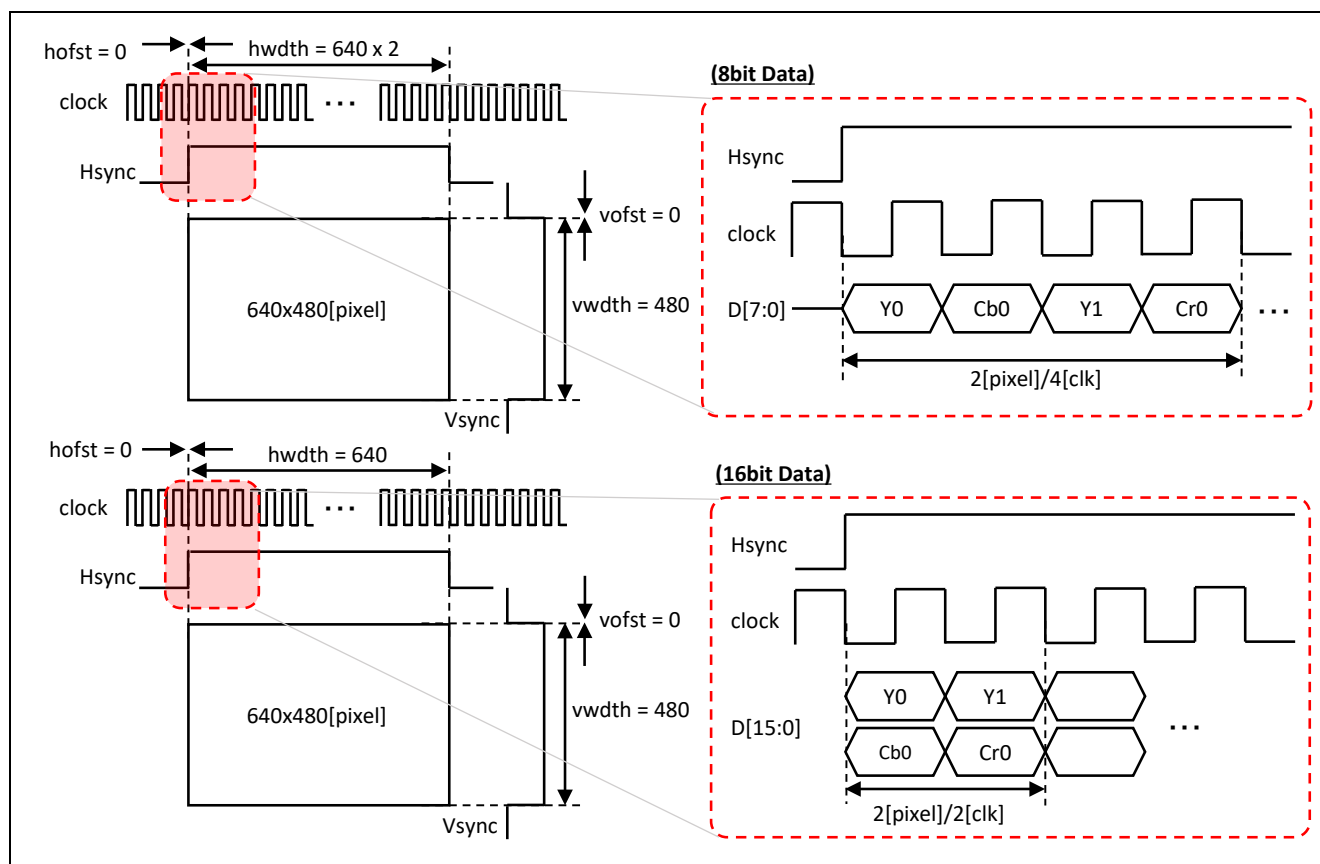 hofst = 0
hwdth = 640 x 2
clock
Hsync
vofst = 0
640x480[pixel]
vwdth = 480
Vsync
(8bit Data)
Hsync
clock
D[7:0]
Y0
Cb0
Y1
Cr0
...
2[pixel]/4[clk]
hofst = 0
hwdth = 640
clock
Hsync
vofst = 0
640x480[pixel]
vwdth = 480
Vsync
(16bit Data)
Hsync
clock
D[15:0]
Y0
Y1
Cb0
Cr0
...
2[pixel]/2[clk]